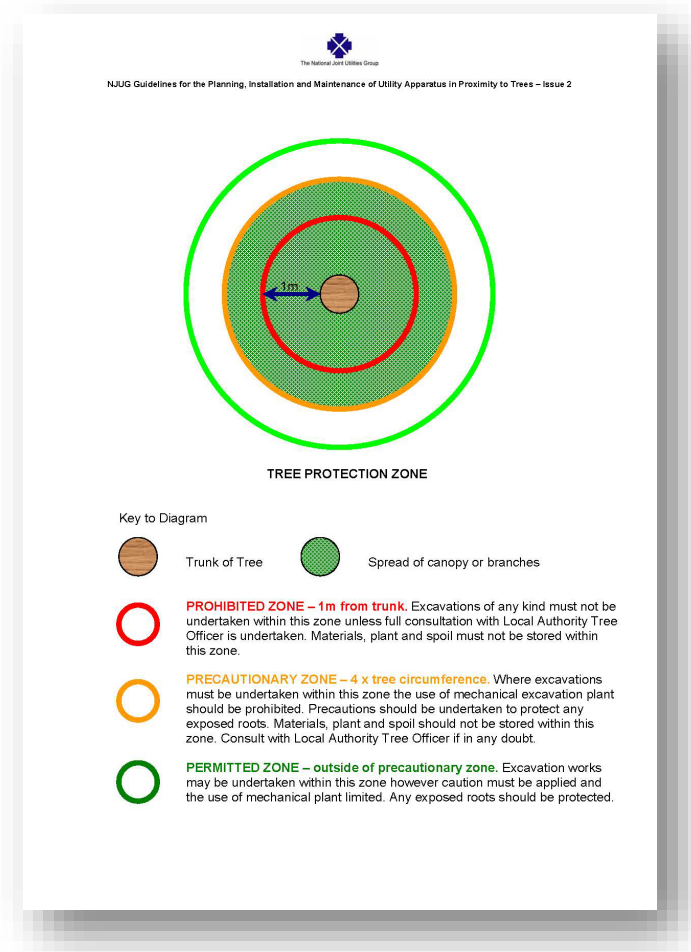 The National Joint Utilities Group
NJUG Guidelines for the Planning, Installation and Maintenance of Utility Apparatus in Proximity to Trees – Issue 2
1m
TREE PROTECTION ZONE
Key to Diagram
Trunk of Tree
Spread of canopy or branches
PROHIBITED ZONE – 1m from trunk. Excavations of any kind must not be
undertaken within this zone unless full consultation with Local Authority Tree
Officer is undertaken. Materials, plant and spoil must not be stored within
this zone.
PRECAUTIONARY ZONE – 4 x tree circumference. Where excavations
must be undertaken within this zone the use of mechanical excavation plant
should be prohibited. Precautions should be undertaken to protect any
exposed roots. Materials, plant and spoil should not be stored within this
zone. Consult with Local Authority Tree Officer if in any doubt.
PERMITTED ZONE – outside of precautionary zone. Excavation works
may be undertaken within this zone however caution must be applied and
the use of mechanical plant limited. Any exposed roots should be protected.